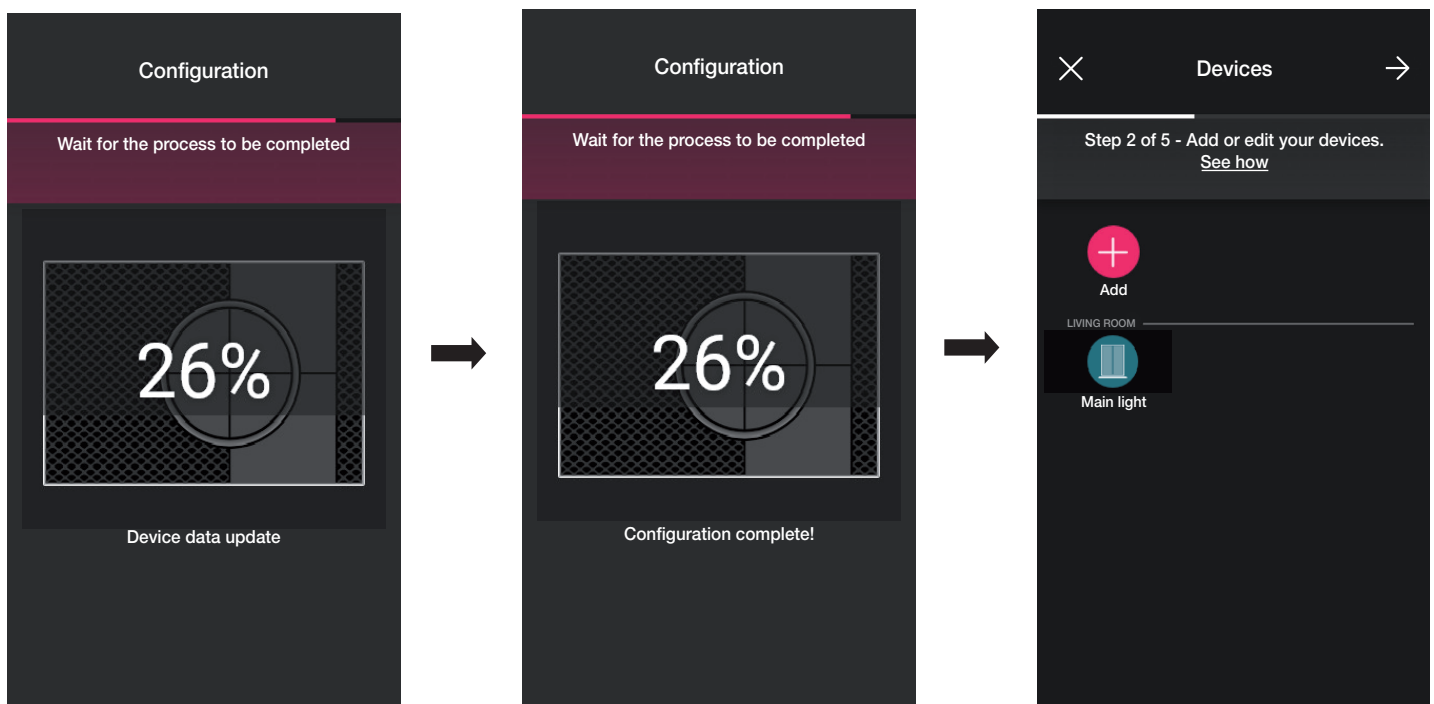 Configuration
Wait for the process to be completed
26%
Device data update
Configuration
Wait for the process to be completed
26%
Configuration complete!
Devices
Step 2 of 5 - Add or edit your devices.
See how
Add
LIVING ROOM
Main light